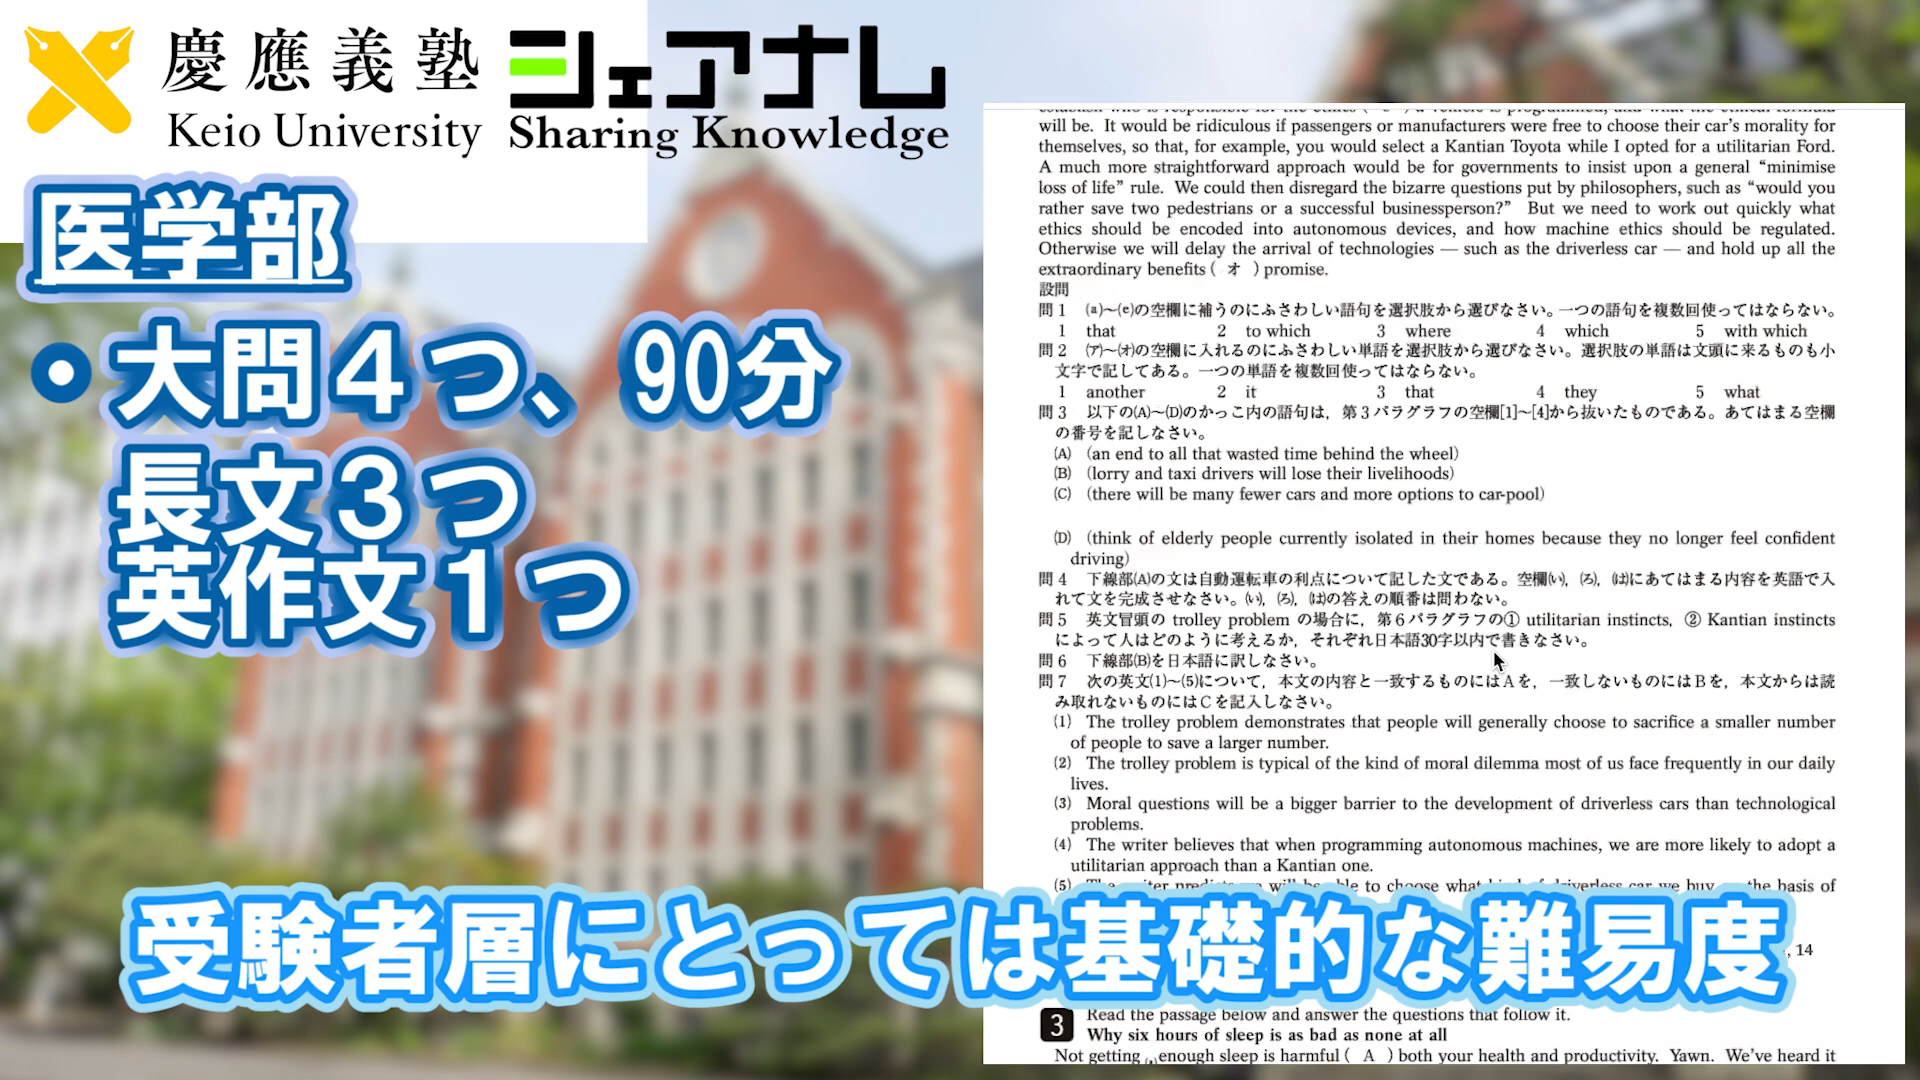 慶應義塾
Keio University
シェアナレ
Sharing Knowledge
医学部
・大問４つ、90分
長文３つ
英作文１つ
will be. It would be ridiculous if passengers or manufacturers were free to choose their car's morality for
themselves, so that, for example, you would select a Kantian Toyota while I opted for a utilitarian Ford.
A much more straightforward approach would be for governments to insist upon a general “minimise
loss of life” rule. We could then disregard the bizarre questions put by philosophers, such as “would you
rather save two pedestrians or a successful businessperson?” But we need to work out quickly what
ethics should be encoded into autonomous devices, and how machine ethics should be regulated.
Otherwise we will delay the arrival of technologies — such as the driverless car — and hold up all the
extraordinary benefits ( オ ) promise.
設問
問1 (a)〜(e)の空欄に補うのにふさわしい語句を選択肢から選びなさい。一つの語句を複数回使ってはならない。
1 that 2 to which 3 where 4 which 5 with which
問2 (ア)〜(オ)の空欄に入れるのにふさわしい単語を選択肢から選びなさい。選択肢の単語は文頭に来るものも小
文字で記してある。一つの単語を複数回使ってはならない。
1 another 2 it 3 that 4 they 5 what
問3 以下の(A)〜(D)のかっこ内の語句は，第3パラグラフの空欄[1]〜[4]から抜いたものである。あてはまる空欄
の番号を記しなさい。
(A) (an end to all that wasted time behind the wheel)
(B) (lorry and taxi drivers will lose their livelihoods)
(C) (there will be many fewer cars and more options to car-pool)
(D) (think of elderly people currently isolated in their homes because they no longer feel confident
driving)
問4 下線部(A)の文は自動運転車の利点について記した文である。空欄(い)，(ろ)，(は)にあてはまる内容を英語で入
れて文を完成させなさい。(い)，(ろ)，(は)の答えの順番は問わない。
問5 英文冒頭の trolley problem の場合に，第6パラグラフの① utilitarian instincts，② Kantian instincts
によって人はどのように考えるか，それぞれ日本語30字以内で書きなさい。
問6 下線部(B)を日本語に訳しなさい。
問7 次の英文(1)〜(5)について，本文の内容と一致するものにはAを，一致しないものにはBを，本文からは読
み取れないものにはCを記入しなさい。
(1) The trolley problem demonstrates that people will generally choose to sacrifice a smaller number
of people to save a larger number.
(2) The trolley problem is typical of the kind of moral dilemma most of us face frequently in our daily
lives.
(3) Moral questions will be a bigger barrier to the development of driverless cars than technological
problems.
(4) The writer believes that when programming autonomous machines, we are more likely to adopt a
utilitarian approach than a Kantian one.
(5) The writer predicts we will be able to choose what kind of driverless car we buy on the basis of
受験者層にとっては基礎的な難易度
, 14
3 Read the passage below and answer the questions that follow it.
Why six hours of sleep is as bad as none at all
Not getting enough sleep is harmful ( A ) both your health and productivity. Yawn. We've heard it